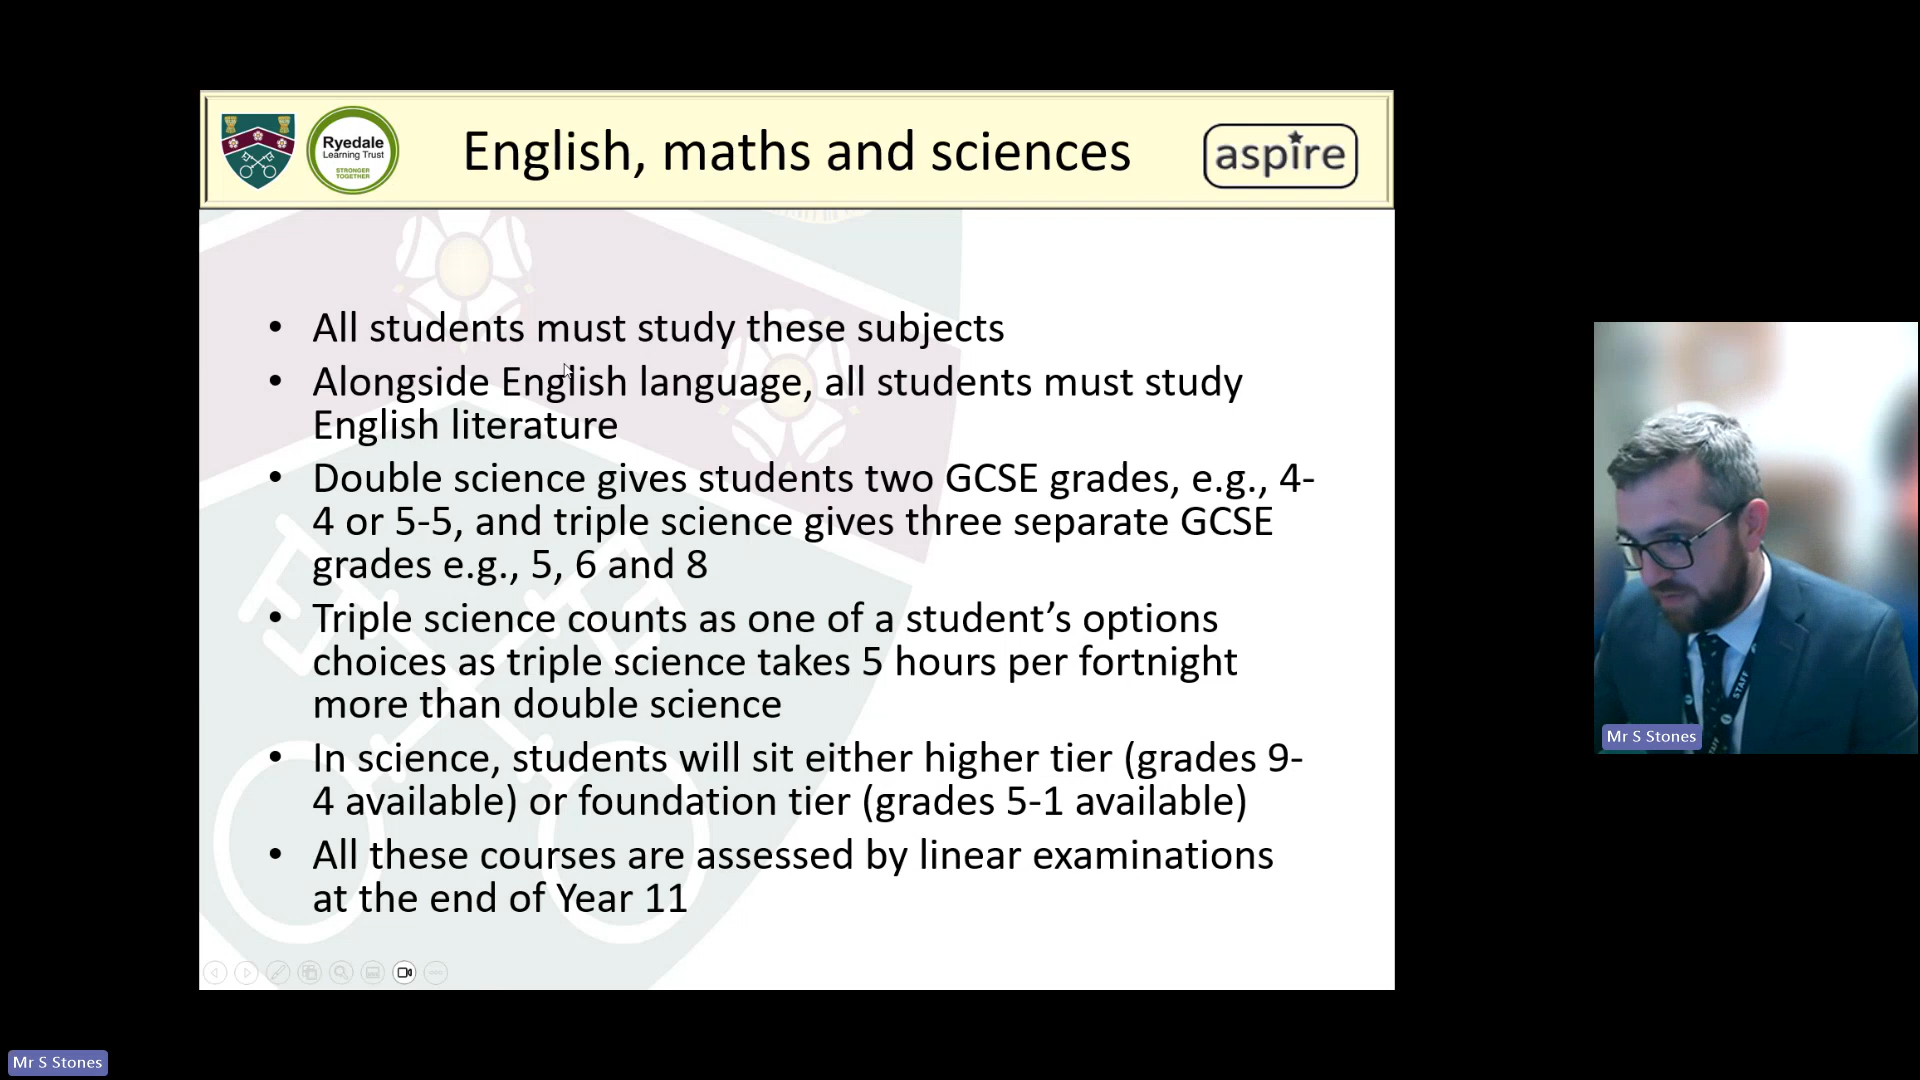 Ryedale
Learning Trust
STRONGER
TOGETHER
English, maths and sciences
aspire
• All students must study these subjects
• Alongside English language, all students must study
English literature
• Double science gives students two GCSE grades, e.g., 4-
4 or 5-5, and triple science gives three separate GCSE
grades e.g., 5, 6 and 8
• Triple science counts as one of a student’s options
choices as triple science takes 5 hours per fortnight
more than double science
• In science, students will sit either higher tier (grades 9-
4 available) or foundation tier (grades 5-1 available)
• All these courses are assessed by linear examinations
at the end of Year 11
STAFF
Mr S Stones
Mr S Stones